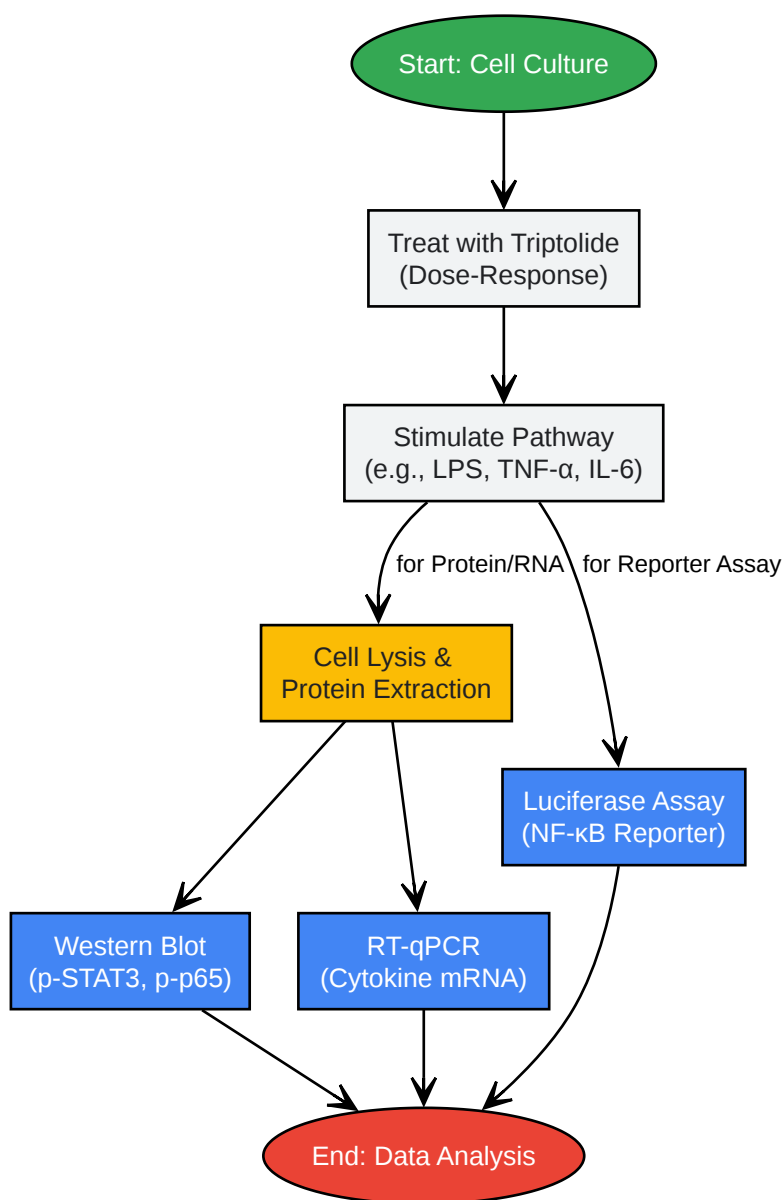 Start: Cell Culture
Treat with Triptolide
(Dose-Response)
Stimulate Pathway
(e.g., LPS, TNF-α, IL-6)
for Protein/RNA
for Reporter Assay
Cell Lysis &
Protein Extraction
Luciferase Assay
(NF-κB Reporter)
Western Blot
(p-STAT3, p-p65)
RT-qPCR
(Cytokine mRNA)
End: Data Analysis